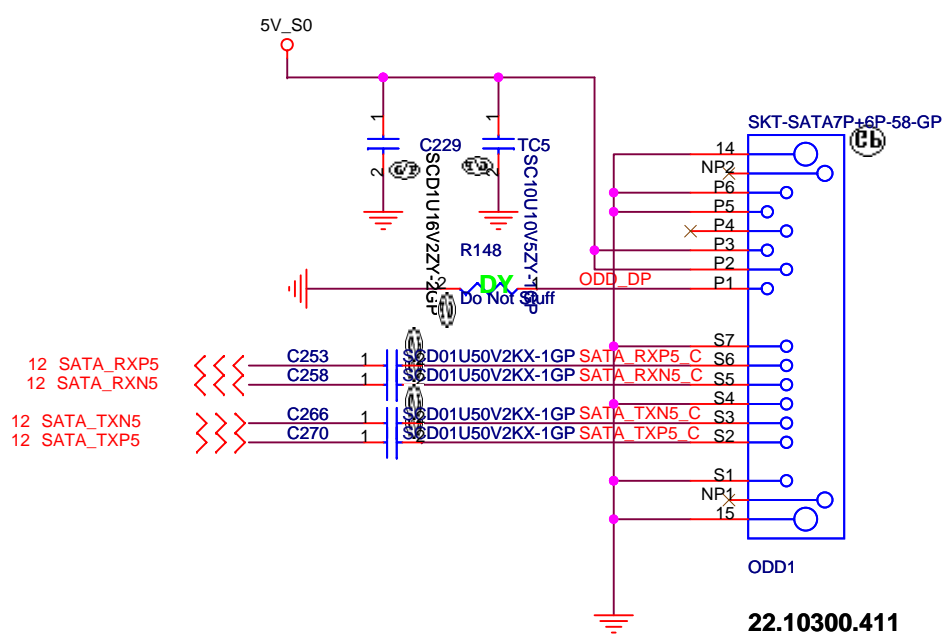 5V_S0
SKT-SATA7P+6P-58-GP
1
1
C229
TC5
2
2
SCD1U16V2ZY-2GP
SC10U10V5ZY-1GP
14
NP2
P6
P5
P4
P3
P2
P1
R148
2
DY
1
ODD_DP
Do Not Stuff
12 SATA_RXP5
C253
1
SCD01U50V2KX-1GP
SATA_RXP5_C
12 SATA_RXN5
C258
1
SCD01U50V2KX-1GP
SATA_RXN5_C
12 SATA_TXN5
C266
1
SCD01U50V2KX-1GP
SATA_TXN5_C
12 SATA_TXP5
C270
1
SCD01U50V2KX-1GP
SATA_TXP5_C
S7
S6
S5
S4
S3
S2
S1
NP1
15
ODD1
22.10300.411